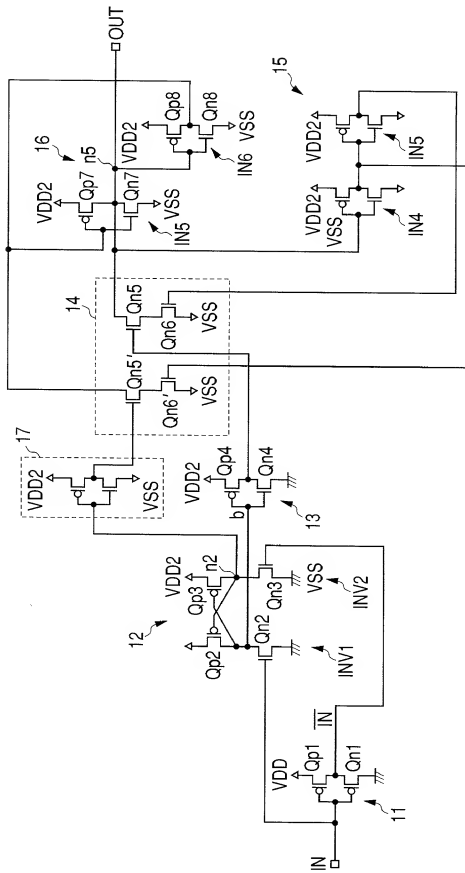 OUT
15
16
n5
VDD2
Qp8
Qn8
VSS
IN6
VDD2
Qp7
Qn7
VSS
IN5
VDD2
IN5
VDD2
VSS
IN4
14
Qn5
Qn6
VSS
Qn5'
Qn6'
VSS
17
VDD2
VSS
VDD2
Qp4
b
Qn4
13
12
VDD2
n2
Qp3
Qp2
Qn3
VSS
INV2
Qn2
INV1
IN
VDD
Qp1
Qn1
11
IN